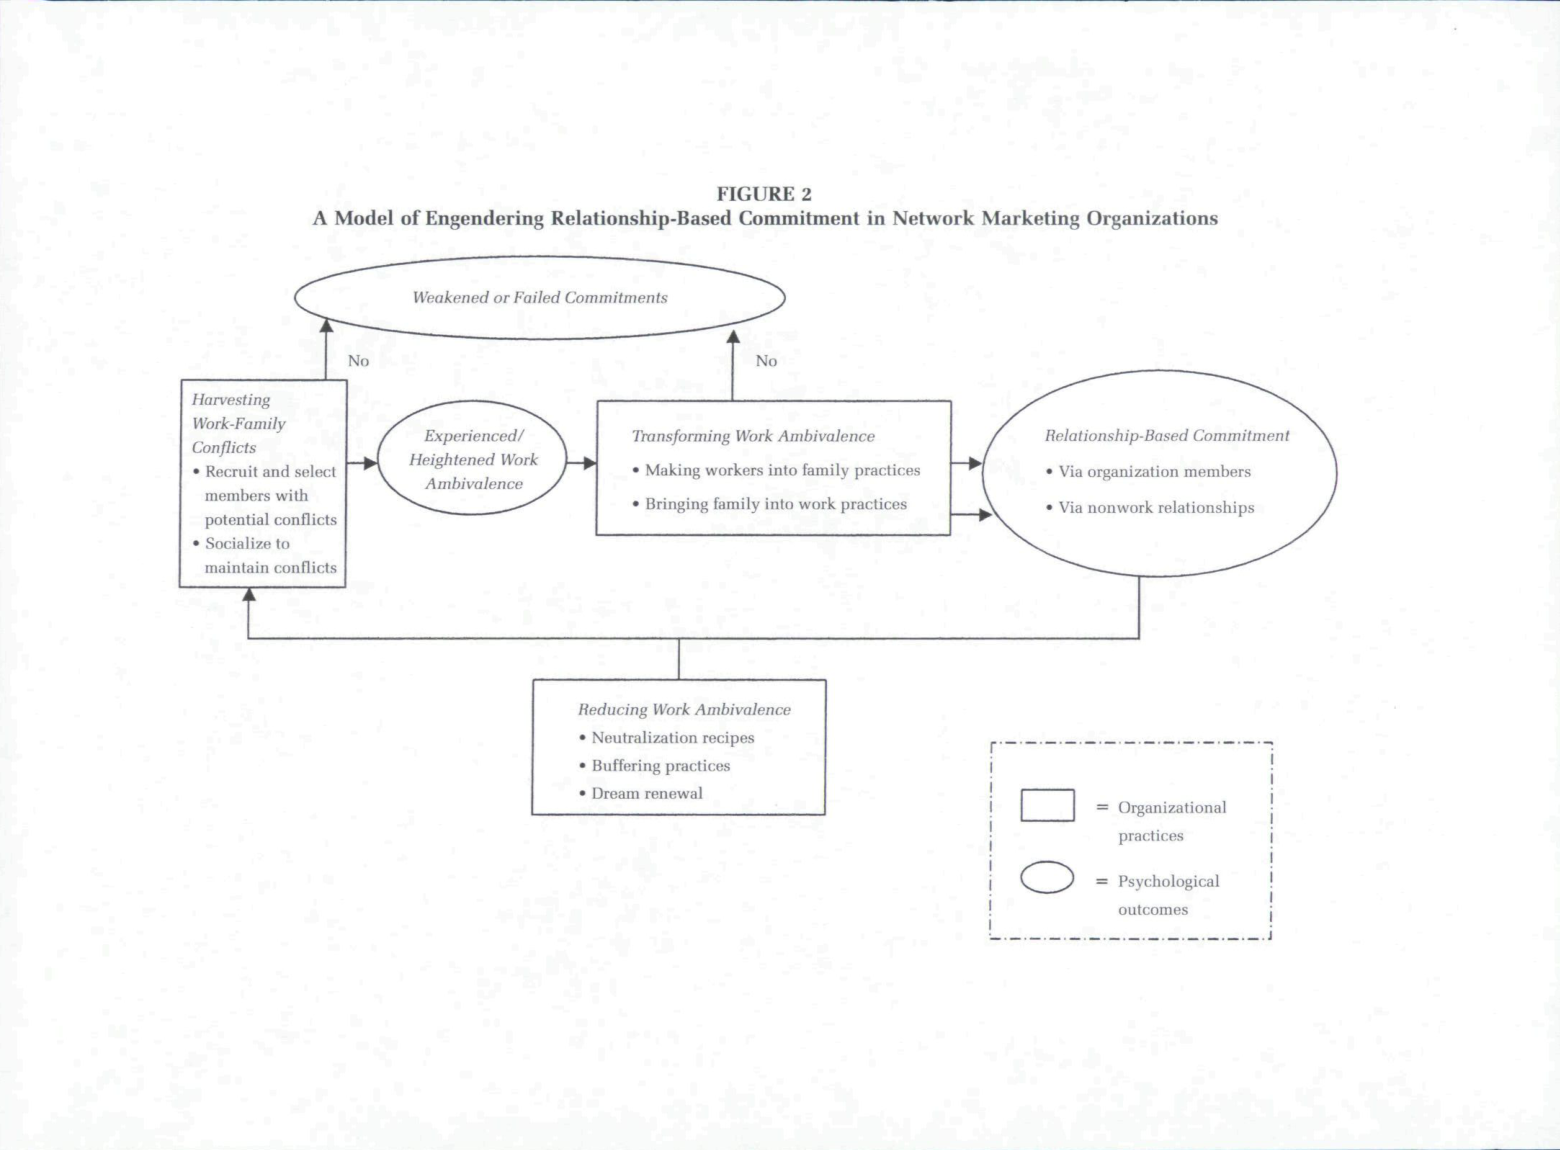 FIGURE 2
A Model of Engendering Relationship-Based Commitment in Network Marketing Organizations
Weakened or Failed Commitments
No
No
Harvesting
Work-Family
Conflicts
• Recruit and select
members with
potential conflicts
• Socialize to
maintain conflicts
Experienced/
Heightened Work
Ambivalence
Transforming Work Ambivalence
• Making workers into family practices
• Bringing family into work practices
Relationship-Based Commitment
• Via organization members
• Via nonwork relationships
Reducing Work Ambivalence
• Neutralization recipes
• Buffering practices
• Dream renewal
= Organizational
practices
= Psychological
outcomes